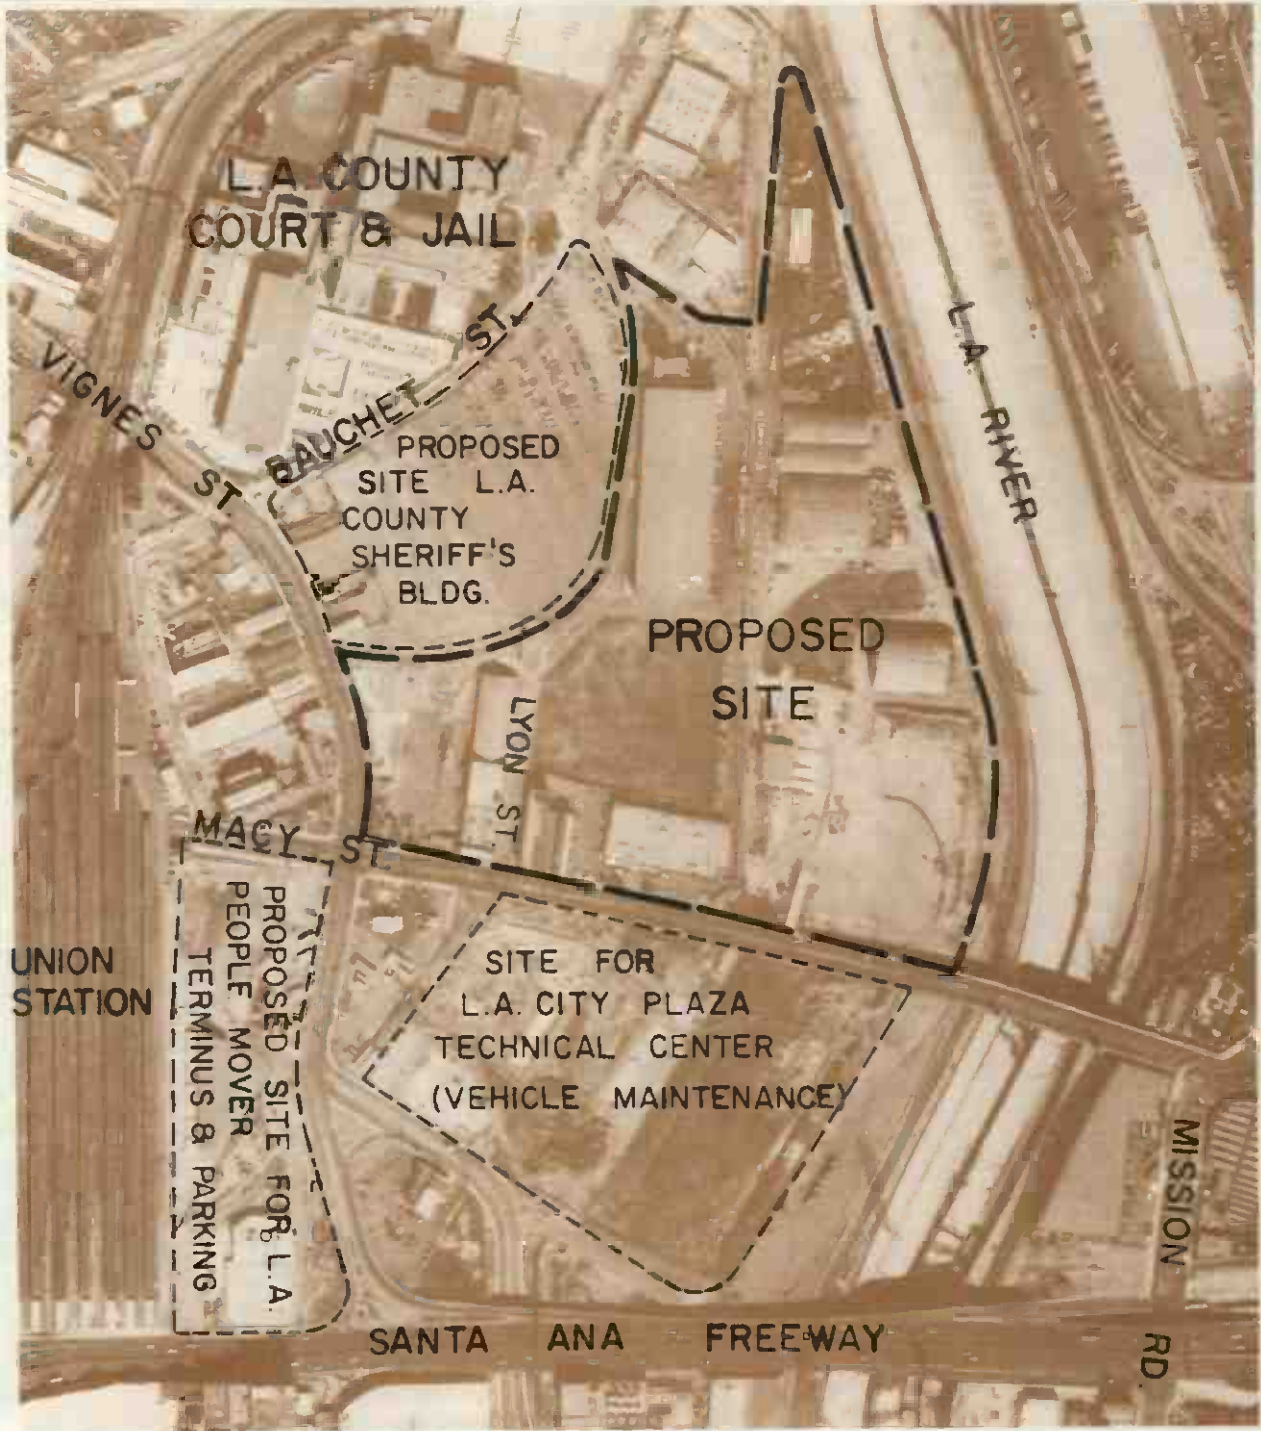 L.A. COUNTY
COURT & JAIL
VIGNES ST.
BAUCHET ST.
PROPOSED
SITE L.A.
COUNTY
SHERIFF'S
BLDG.
L.A. RIVER
PROPOSED
SITE
LYON ST.
MACY ST.
UNION
STATION
PROPOSED SITE FOR L.A.
PEOPLE MOVER
TERMINUS & PARKING
SITE FOR
L.A. CITY PLAZA
TECHNICAL CENTER
(VEHICLE MAINTENANCE)
MISSION RD.
SANTA ANA FREEWAY